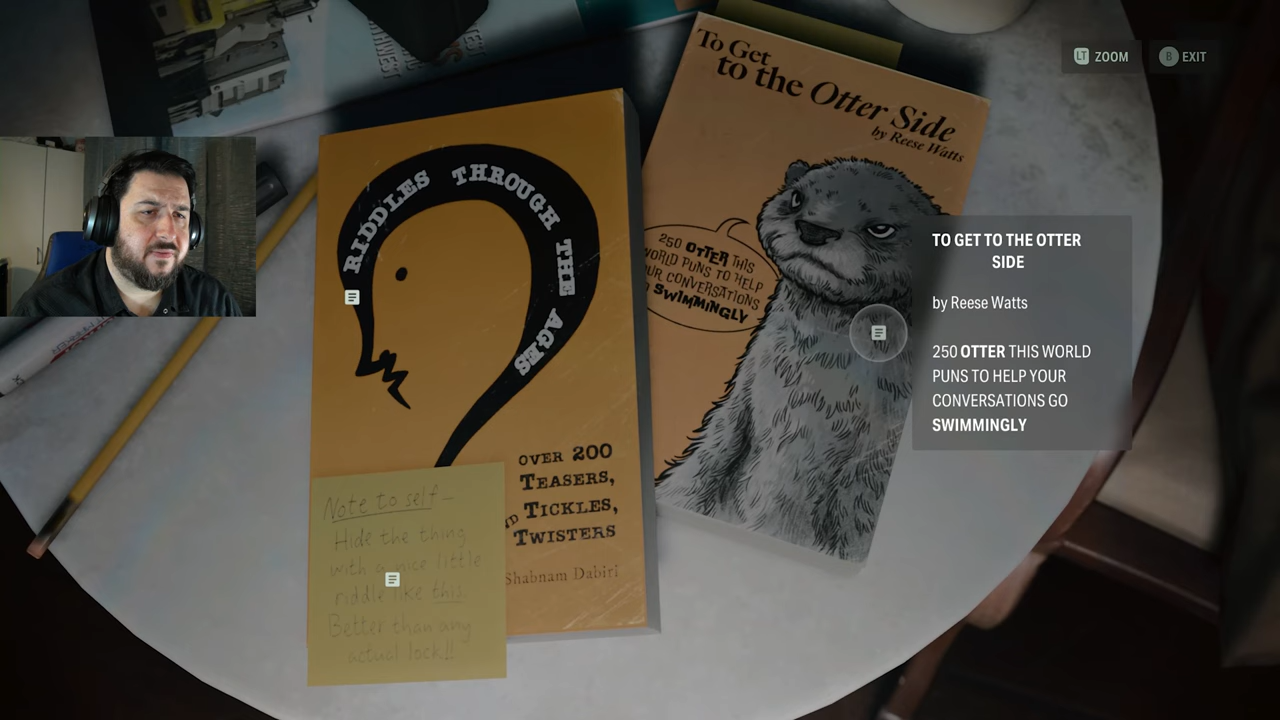 To Get
to the Otter Side
by Reese Watts
LT ZOOM
B EXIT
RIDDLES THROUGH THE AGES
250 OTTER THIS
WORLD PUNS TO HELP
UR CONVERSATIONS
SWIMMINGLY
TO GET TO THE OTTER
SIDE
by Reese Watts
250 OTTER THIS WORLD
PUNS TO HELP YOUR
CONVERSATIONS GO
SWIMMINGLY
OVER 200
TEASERS,
TICKLES,
TWISTERS
Shabnam Dabiri
Note to self-
Hide the thing
with a nice little
riddle like this.
Better than any
actual lock!!